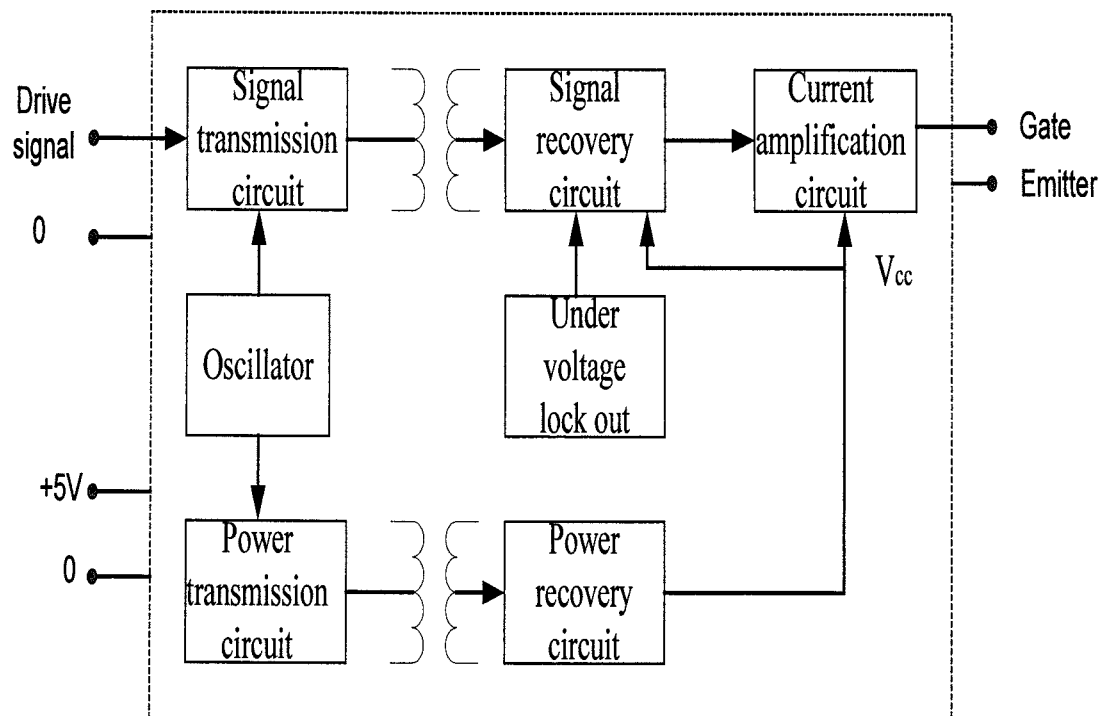 Drive
signal
0
Signal
transmission
circuit
Signal
recovery
circuit
Current
amplification
circuit
Gate
Emitter
Vcc
Oscillator
Under
voltage
lock out
+5V
0
Power
transmission
circuit
Power
recovery
circuit